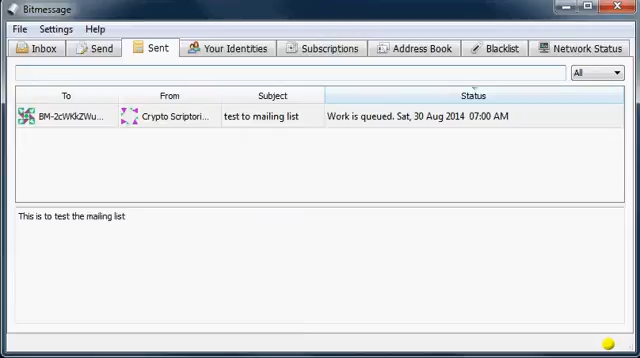 Bitmessage
File Settings Help
Inbox Send Sent Your Identities Subscriptions Address Book Blacklist Network Status
All
To From Subject Status
BM-2cWKkZWu... Crypto Scriptori... test to mailing list Work is queued. Sat, 30 Aug 2014 07:00 AM
This is to test the mailing list